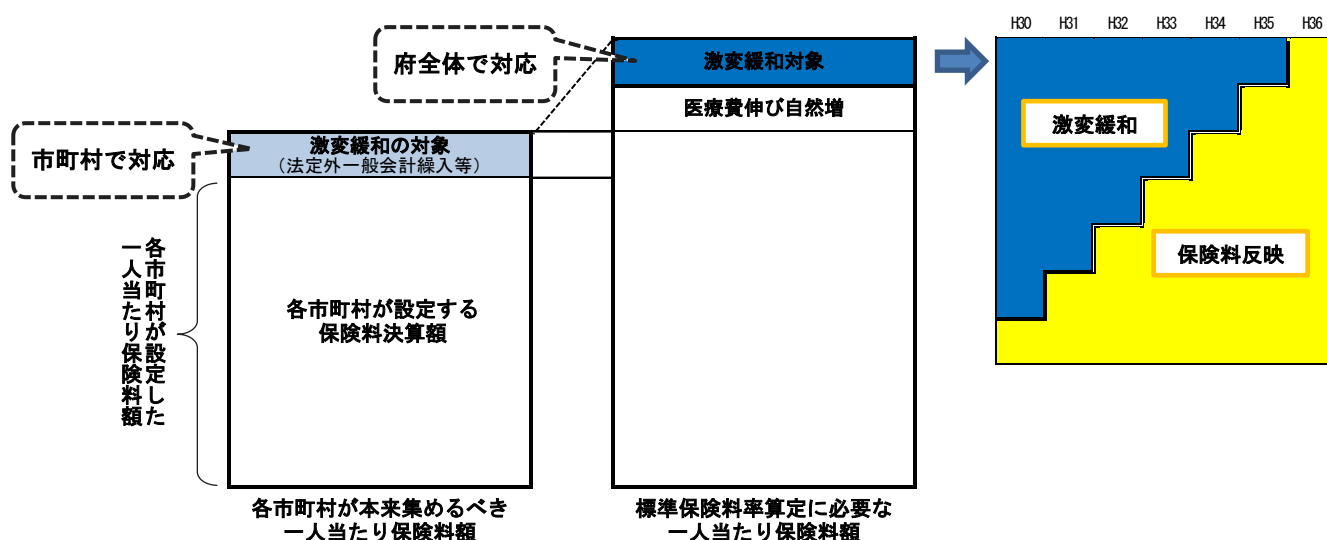 H30 H31 H32 H33 H34 H35 H36
府全体で対応
激変緩和対象
医療費伸び自然増
激変緩和
市町村で対応
激変緩和の対象
（法定外一般会計繰入等）
保険料反映
各市町村が設定した
一人当たり保険料額
各市町村が設定する
保険料決算額
各市町村が本来集めるべき
一人当たり保険料額
標準保険料率算定に必要な
一人当たり保険料額